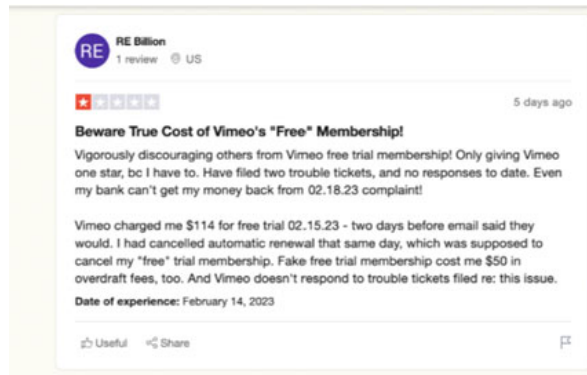 RE
RE Billion
1 review US
5 days ago
Beware True Cost of Vimeo's "Free" Membership!
Vigorously discouraging others from Vimeo free trial membership! Only giving Vimeo
one star, bc I have to. Have filed two trouble tickets, and no responses to date. Even
my bank can't get my money back from 02.18.23 complaint!
Vimeo charged me $114 for free trial 02.15.23 - two days before email said they
would. I had cancelled automatic renewal that same day, which was supposed to
cancel my "free" trial membership. Fake free trial membership cost me $50 in
overdraft fees, too. And Vimeo doesn't respond to trouble tickets filed re: this issue.
Date of experience: February 14, 2023
Useful Share